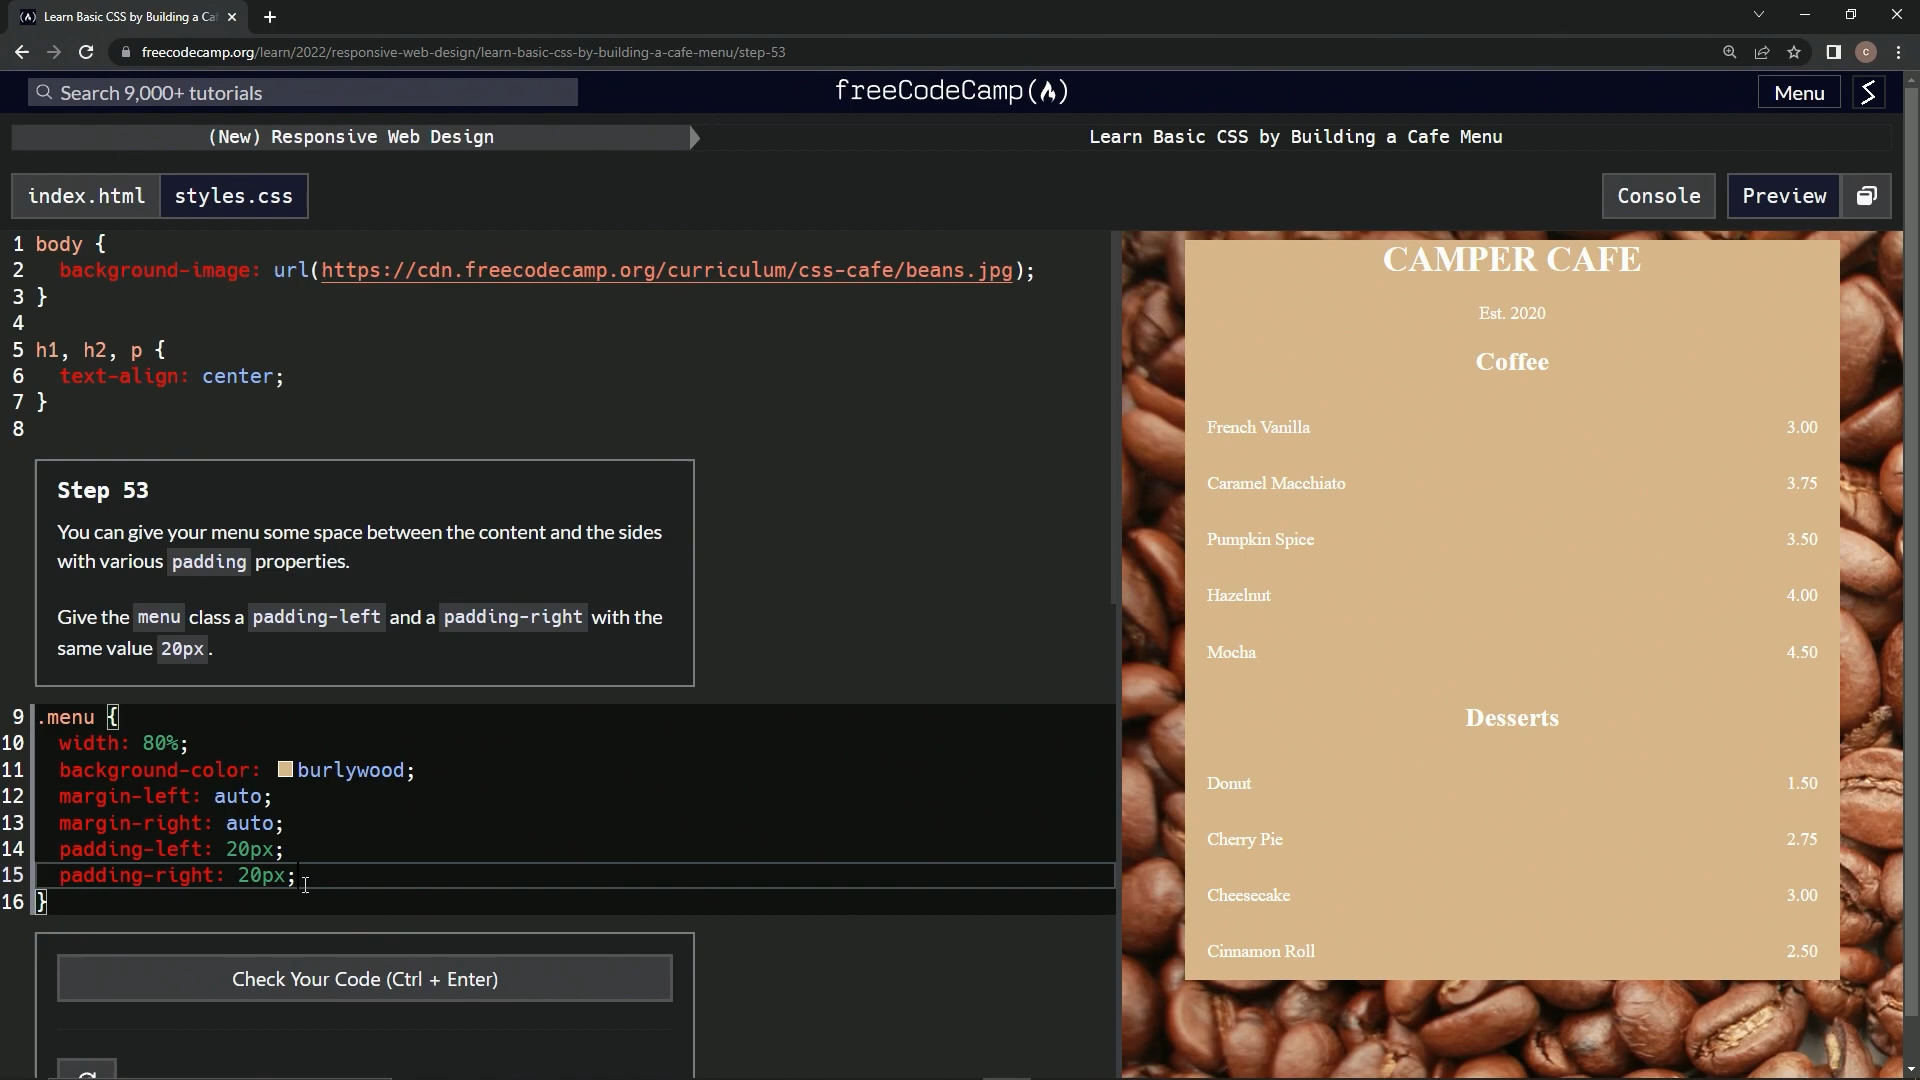 Learn Basic CSS by Building a Ca
freecodecamp.org/learn/2022/responsive-web-design/learn-basic-css-by-building-a-cafe-menu/step-53
C
Search 9,000+ tutorials
freeCodeCamp
Menu
(New) Responsive Web Design
Learn Basic CSS by Building a Cafe Menu
index.html
styles.css
Console
Preview
1 body {
2 background-image: url(https://cdn.freecodecamp.org/curriculum/css-cafe/beans.jpg);
3 }
4
5 h1, h2, p {
6 text-align: center;
7 }
8
Step 53
You can give your menu some space between the content and the sides
with various padding properties.
Give the menu class a padding-left and a padding-right with the
same value 20px.
9 .menu {
10 width: 80%;
11 background-color: burlywood;
12 margin-left: auto;
13 margin-right: auto;
14 padding-left: 20px;
15 padding-right: 20px;
16 }
Check Your Code (Ctrl + Enter)
CAMPER CAFE
Est. 2020
Coffee
French Vanilla 3.00
Caramel Macchiato 3.75
Pumpkin Spice 3.50
Hazelnut 4.00
Mocha 4.50
Desserts
Donut 1.50
Cherry Pie 2.75
Cheesecake 3.00
Cinnamon Roll 2.50